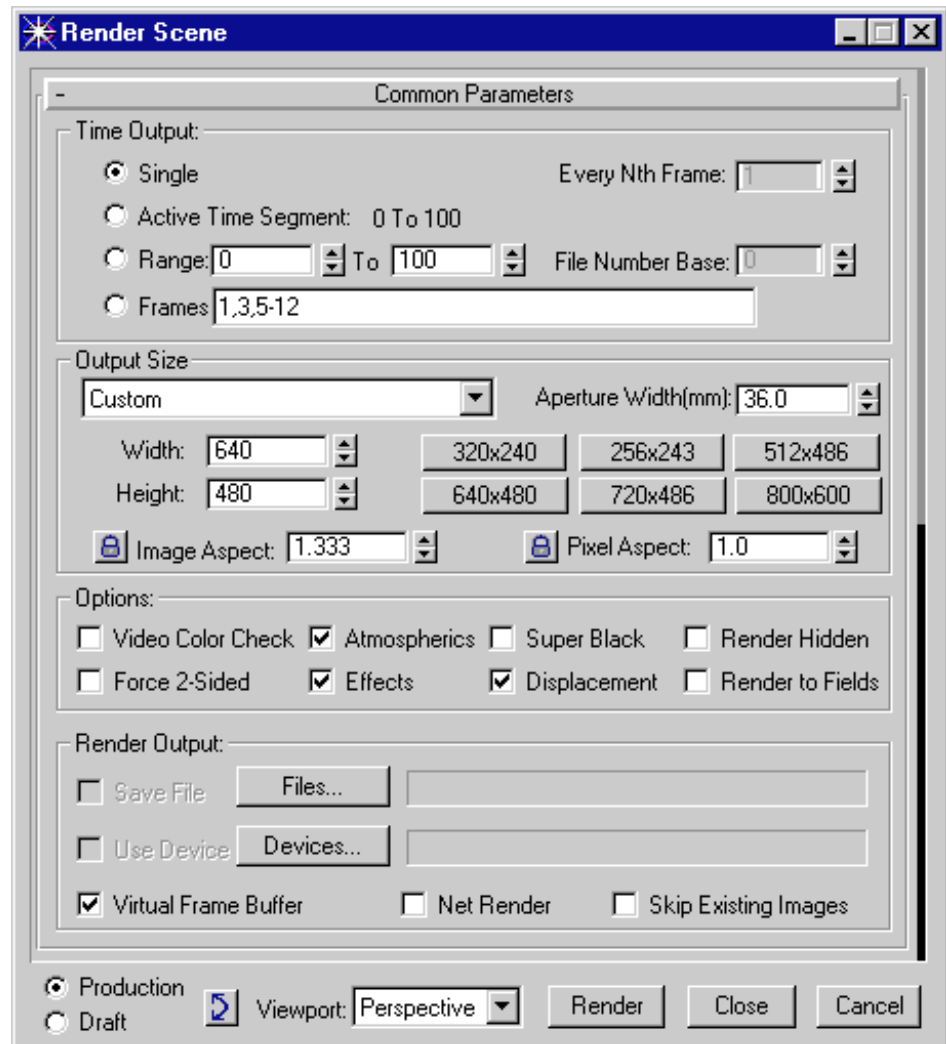 Render Scene
- Common Parameters
Time Output:
Single Every Nth Frame: 1
Active Time Segment: 0 To 100
Range: 0 To 100 File Number Base: 0
Frames 1,3,5-12
Output Size
Custom Aperture Width(mm): 36.0
Width: 640 320x240 256x243 512x486
Height: 480 640x480 720x486 800x600
Image Aspect: 1.333 Pixel Aspect: 1.0
Options:
Video Color Check Atmospherics Super Black Render Hidden
Force 2-Sided Effects Displacement Render to Fields
Render Output:
Save File Files...
Use Device Devices...
Virtual Frame Buffer Net Render Skip Existing Images
Production
Draft
Viewport: Perspective Render Close Cancel